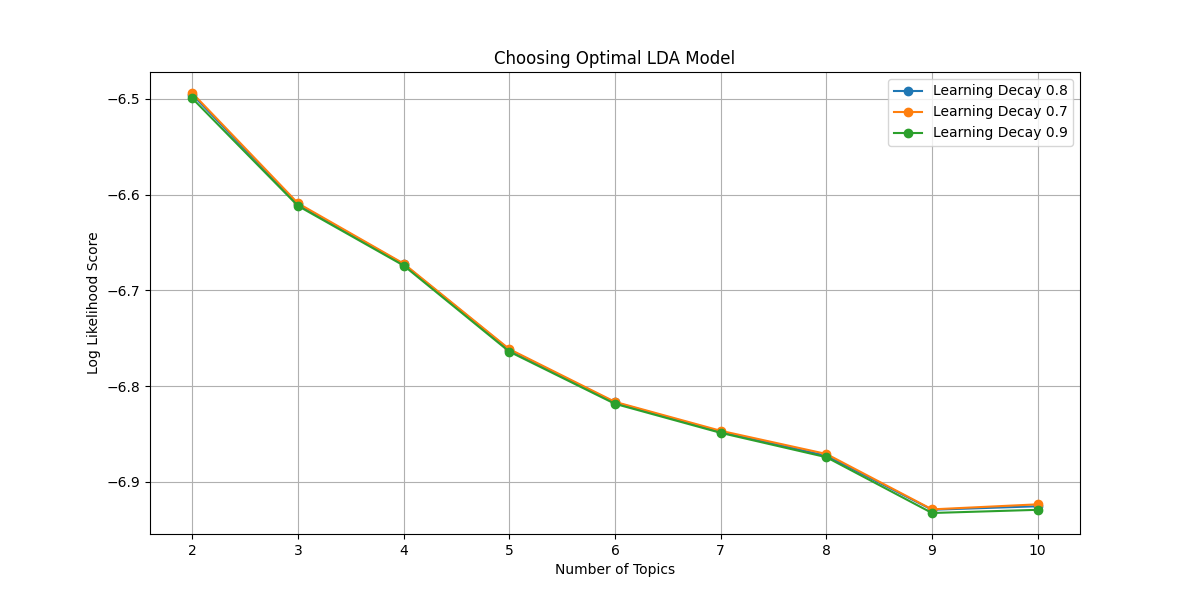 Choosing Optimal LDA Model
Learning Decay 0.8
Learning Decay 0.7
Learning Decay 0.9
Log Likelihood Score
−6.5
−6.6
−6.7
−6.8
−6.9
2 3 4 5 6 7 8 9 10
Number of Topics